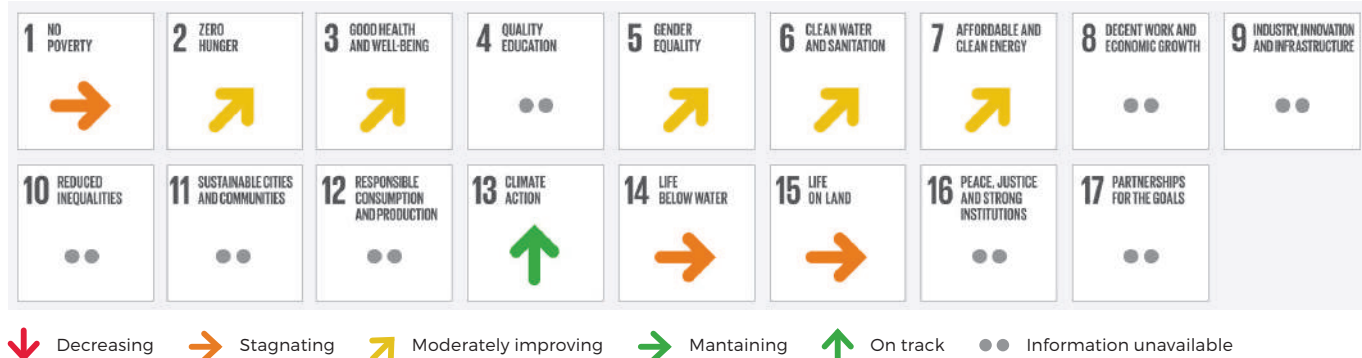 1 NO
POVERTY
2 ZERO
HUNGER
3 GOOD HEALTH
AND WELL-BEING
4 QUALITY
EDUCATION
5 GENDER
EQUALITY
6 CLEAN WATER
AND SANITATION
7 AFFORDABLE AND
CLEAN ENERGY
8 DECENT WORK AND
ECONOMIC GROWTH
9 INDUSTRY, INNOVATION
AND INFRASTRUCTURE
10 REDUCED
INEQUALITIES
11 SUSTAINABLE CITIES
AND COMMUNITIES
12 RESPONSIBLE
CONSUMPTION
AND PRODUCTION
13 CLIMATE
ACTION
14 LIFE
BELOW WATER
15 LIFE
ON LAND
16 PEACE, JUSTICE
AND STRONG
INSTITUTIONS
17 PARTNERSHIPS
FOR THE GOALS
Decreasing Stagnating Moderately improving Mantaining On track Information unavailable